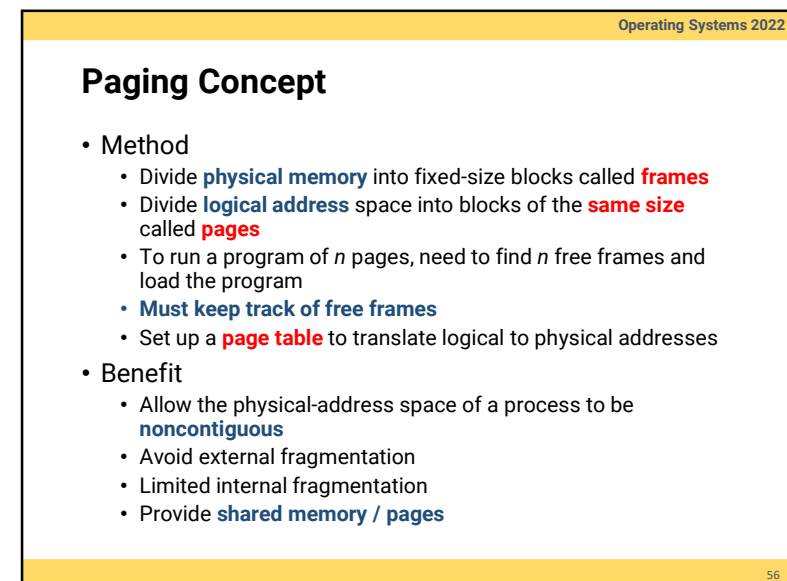 Operating Systems 2022
Paging Concept
• Method
• Divide physical memory into fixed-size blocks called frames
• Divide logical address space into blocks of the same size
called pages
• To run a program of n pages, need to find n free frames and
load the program
• Must keep track of free frames
• Set up a page table to translate logical to physical addresses
• Benefit
• Allow the physical-address space of a process to be
noncontiguous
• Avoid external fragmentation
• Limited internal fragmentation
• Provide shared memory / pages
56